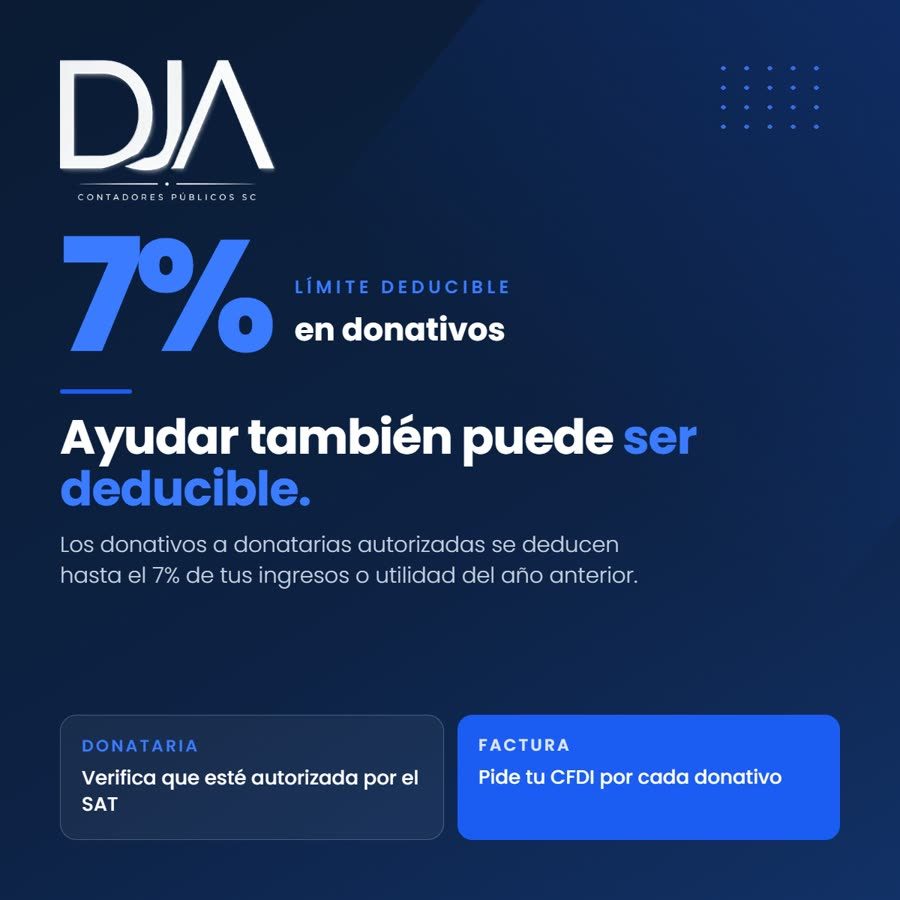 DJA
CONTADORES PÚBLICOS SC
7%
LÍMITE DEDUCIBLE
en donativos
Ayudar también puede ser
deducible.
Los donativos a donatarias autorizadas se deducen
hasta el 7% de tus ingresos o utilidad del año anterior.
DONATARIA
Verifica que esté autorizada por el
SAT
FACTURA
Pide tu CFDI por cada donativo